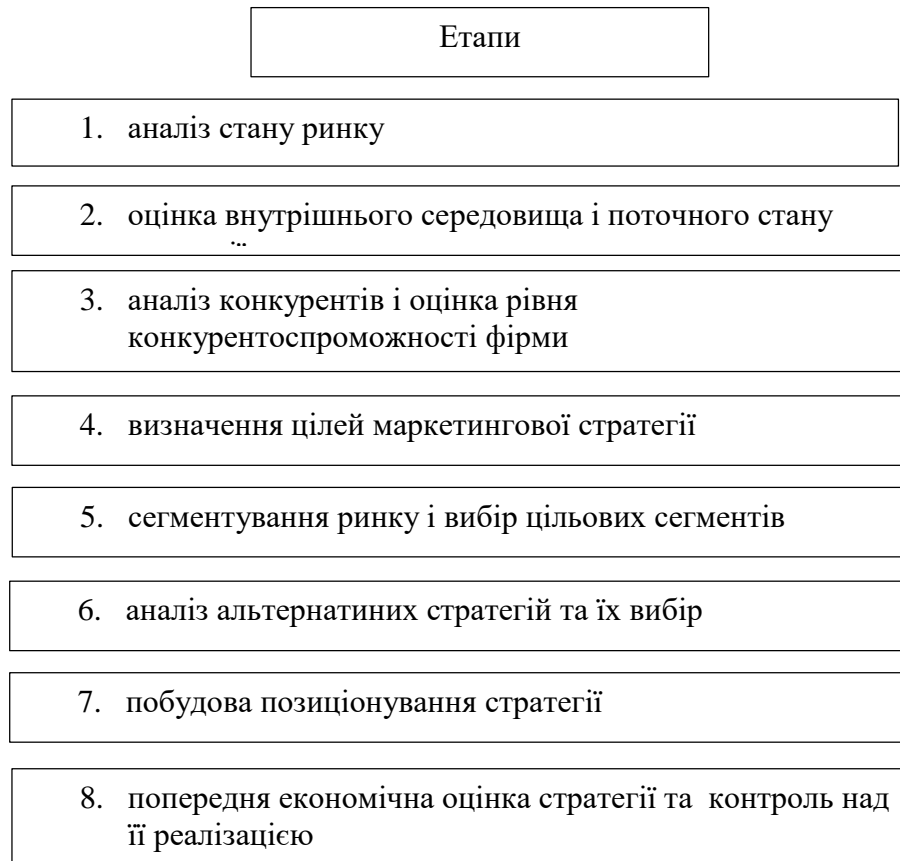 Етапи
1. аналіз стану ринку
2. оцінка внутрішнього середовища і поточного стану
3. аналіз конкурентів і оцінка рівня
конкурентоспроможності фірми
4. визначення цілей маркетингової стратегії
5. сегментування ринку і вибір цільових сегментів
6. аналіз альтернатиних стратегій та їх вибір
7. побудова позиціонування стратегії
8. попередня економічна оцінка стратегії та контроль над
її реалізацією